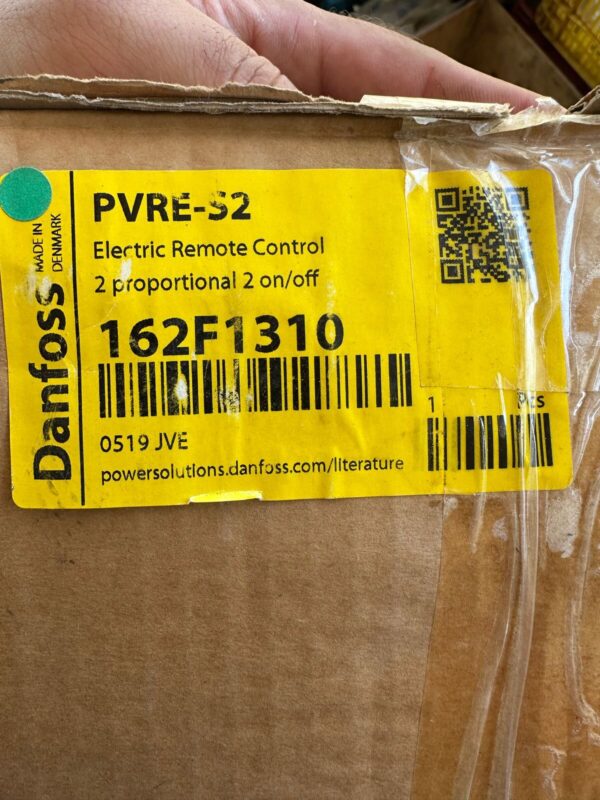 PVRE-S2
Electric Remote Control
2 proportional 2 on/off
162F1310
0519 JVE
powersolutions.danfoss.com/literature
1 Pcs
Danfoss
MADE IN
DENMARK